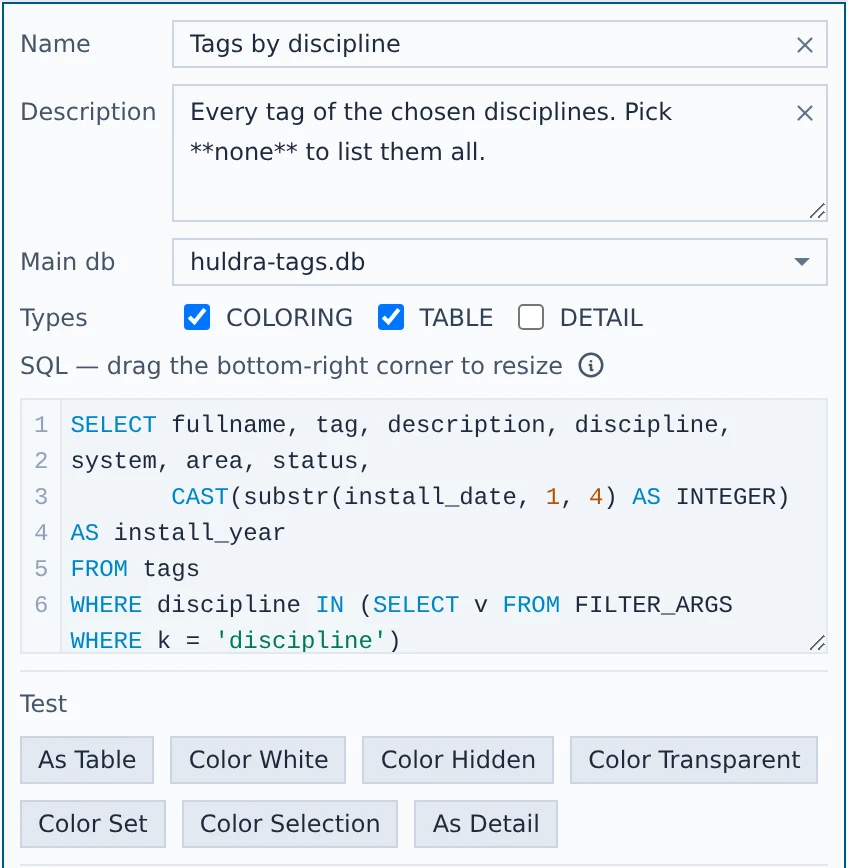 Name
Tags by discipline
Description
Every tag of the chosen disciplines. Pick
**none** to list them all.
Main db
huldra-tags.db
Types
COLORING TABLE DETAIL
SQL — drag the bottom-right corner to resize
1 SELECT fullname, tag, description, discipline,
2 system, area, status,
3        CAST(substr(install_date, 1, 4) AS INTEGER)
4 AS install_year
5 FROM tags
6 WHERE discipline IN (SELECT v FROM FILTER_ARGS
WHERE k = 'discipline')
Test
As Table Color White Color Hidden Color Transparent
Color Set Color Selection As Detail